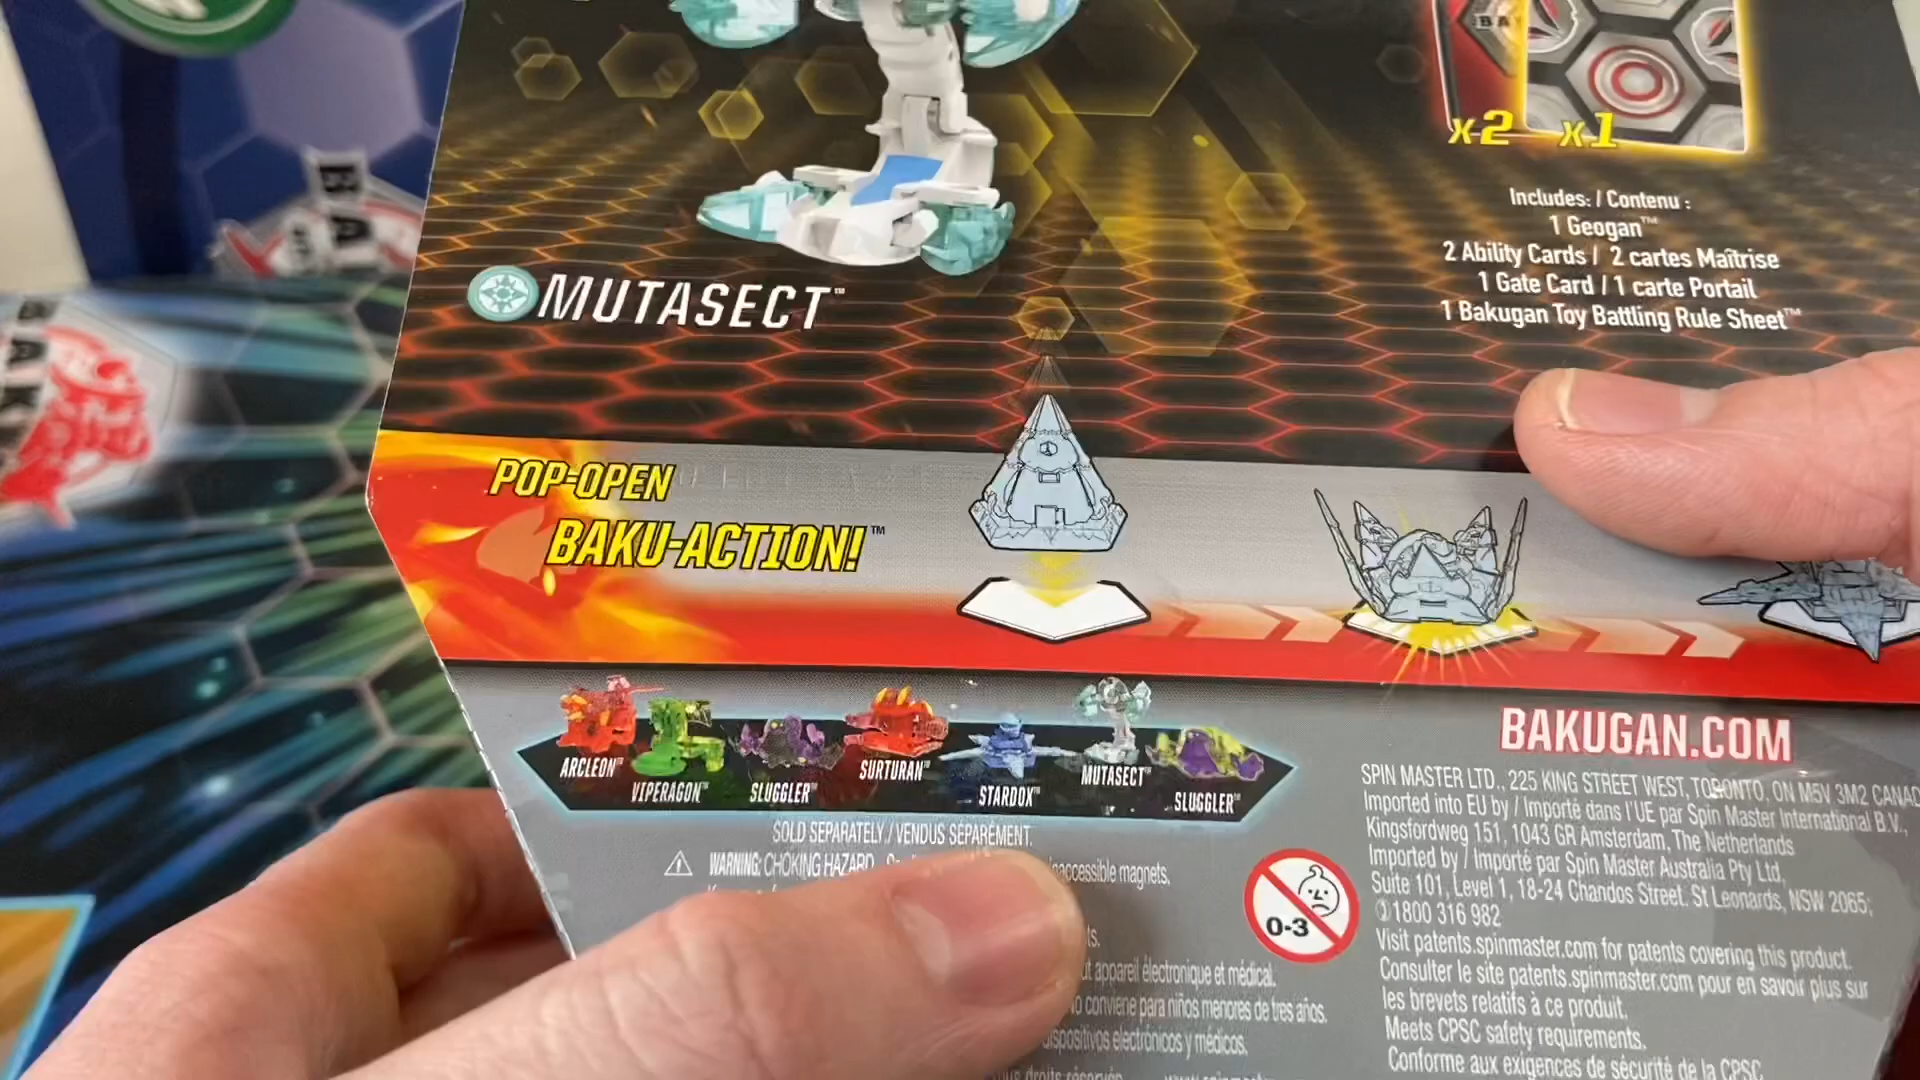 x2 x1
Includes: / Contenu :
1 Geogan™
2 Ability Cards / 2 cartes Maîtrise
1 Gate Card / 1 carte Portail
1 Bakugan Toy Battling Rule Sheet™
MUTASECT™
POP-OPEN
BAKU-ACTION!™
ARCLEON™
VIPERAGON™
SLUGGLER™
SURTURAN™
STARDOX™
MUTASECT™
SLUGGLER™
SOLD SEPARATELY. / VENDUS SÉPARÉMENT.
WARNING: CHOKING HAZARD inaccessible magnets.
appareil électronique et médical.
conviene para niños menores de tres años.
dispositivos electrónicos y médicos.
0-3
BAKUGAN.COM
SPIN MASTER LTD., 225 KING STREET WEST, TORONTO, ON M5V 3M2
Imported into EU by / Importé dans l'UE par Spin Master International B.V.,
Kingsfordweg 151, 1043 GR Amsterdam, The Netherlands
Imported by / Importé par Spin Master Australia Pty Ltd,
Suite 101, Level 1, 18-24 Chandos Street, St Leonards, NSW 2065;
1800 316 982
Visit patents.spinmaster.com for patents covering this product.
Consulter le site patents.spinmaster.com pour en savoir plus sur
les brevets relatifs à ce produit.
Meets CPSC safety requirements.
Conforme aux exigences de sécurité de la CPSC.